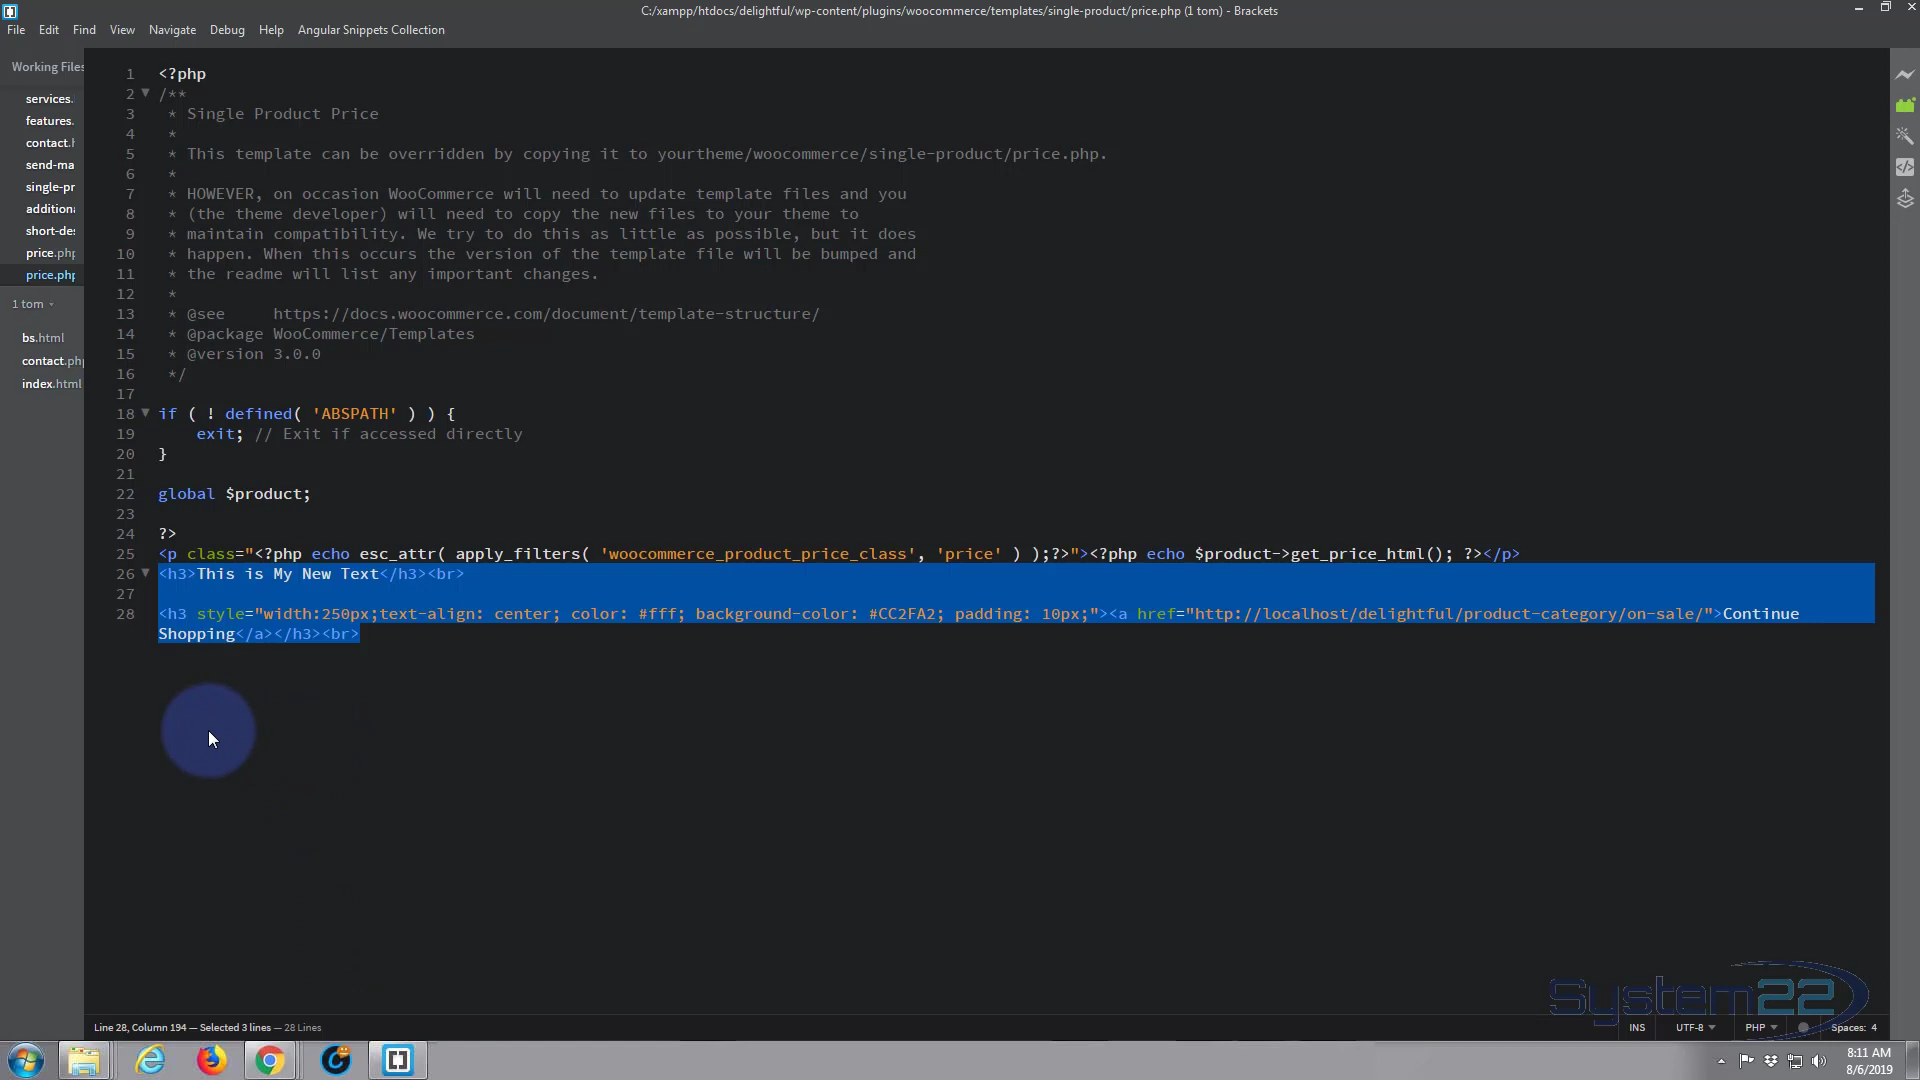 C:/xampp/htdocs/delightful/wp-content/plugins/woocommerce/templates/single-product/price.php (1 tom) - Brackets
File Edit Find View Navigate Debug Help Angular Snippets Collection
Working Files
services.
features.
contact.h
send-ma
single-pr
additiona
short-des
price.php
price.php
1 tom
bs.html
contact.php
index.html
1 <?php
2 /**
3 * Single Product Price
4 *
5 * This template can be overridden by copying it to yourtheme/woocommerce/single-product/price.php.
6 *
7 * HOWEVER, on occasion WooCommerce will need to update template files and you
8 * (the theme developer) will need to copy the new files to your theme to
9 * maintain compatibility. We try to do this as little as possible, but it does
10 * happen. When this occurs the version of the template file will be bumped and
11 * the readme will list any important changes.
12 *
13 * @see     https://docs.woocommerce.com/document/template-structure/
14 * @package WooCommerce/Templates
15 * @version 3.0.0
16 */
17
18 if ( ! defined( 'ABSPATH' ) ) {
19     exit; // Exit if accessed directly
20 }
21
22 global $product;
23
24 ?>
25 <p class="<?php echo esc_attr( apply_filters( 'woocommerce_product_price_class', 'price' ) );?>"><?php echo $product->get_price_html(); ?></p>
26 <h3>This is My New Text</h3><br>
27
28 <h3 style="width:250px;text-align: center; color: #fff; background-color: #CC2FA2; padding: 10px;"><a href="http://localhost/delightful/product-category/on-sale/">Continue
Shopping</a></h3><br>
System22
Line 28, Column 194 — Selected 3 lines — 28 Lines
INS UTF-8 PHP Spaces: 4
8:11 AM
8/6/2019